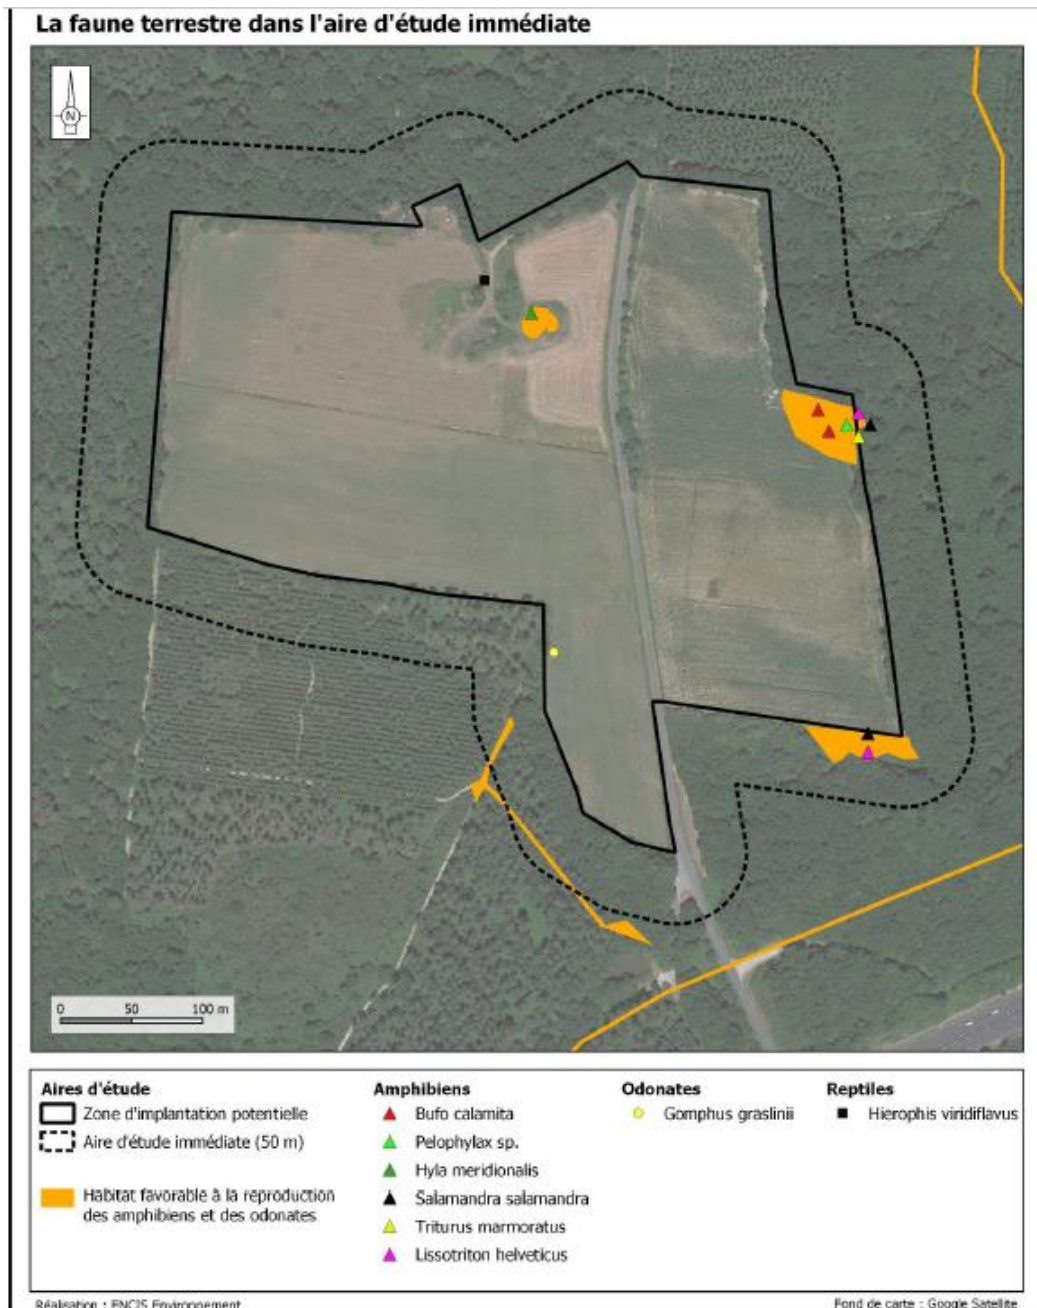 La faune terrestre dans l'aire d'étude immédiate
N
0 50 100 m
Aires d'étude
Zone d'implantation potentielle
Aire d'étude immédiate (50 m)
Habitat favorable à la reproduction
des amphibiens et des odonates
Amphibiens
Bufo calamita
Pelophylax sp.
Hyla meridionalis
Salamandra salamandra
Triturus marmoratus
Lissotriton helveticus
Odonates
Gomphus graslinii
Reptiles
Hierophis viridiflavus
Réalisation : ENCIS Environnement
Fond de carte : Google Satellite